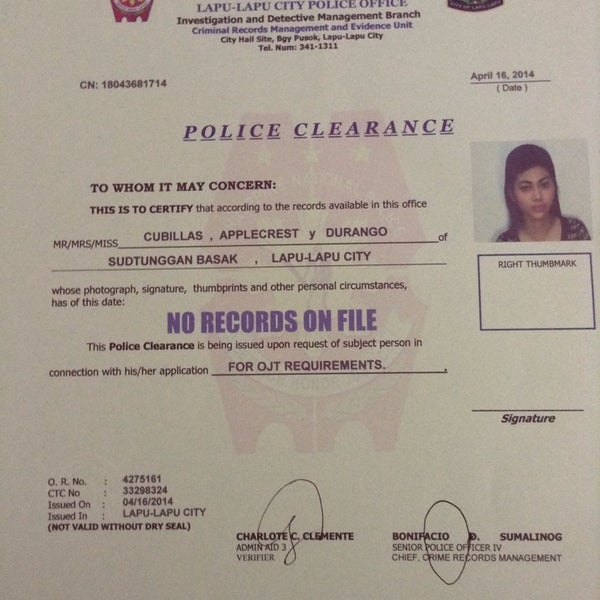 LAPU-LAPU CITY POLICE OFFICE
Investigation and Detective Management Branch
Criminal Records Management and Evidence Unit
City Hall Site, Bgy Pusok, Lapu-Lapu City
Tel. Num: 341-1311
CN: 18043681714
April 16, 2014
( Date )
POLICE CLEARANCE
TO WHOM IT MAY CONCERN:
THIS IS TO CERTIFY that according to the records available in this office
MR/MRS/MISS CUBILLAS , APPLECREST y DURANGO of
SUDTUNGGAN BASAK , LAPU-LAPU CITY
whose photograph, signature, thumbprints and other personal circumstances,
has of this date:
NO RECORDS ON FILE
This Police Clearance is being issued upon request of subject person in
connection with his/her application FOR OJT REQUIREMENTS. .
RIGHT THUMBMARK
Signature
O. R. No. : 4275161
CTC No : 33298324
Issued On : 04/16/2014
Issued In : LAPU-LAPU CITY
(NOT VALID WITHOUT DRY SEAL)
CHARLOTE C. CLEMENTE
ADMIN AID 3
VERIFIER
BONIFACIO D. SUMALINOG
SENIOR POLICE OFFICER IV
CHIEF, CRIME RECORDS MANAGEMENT